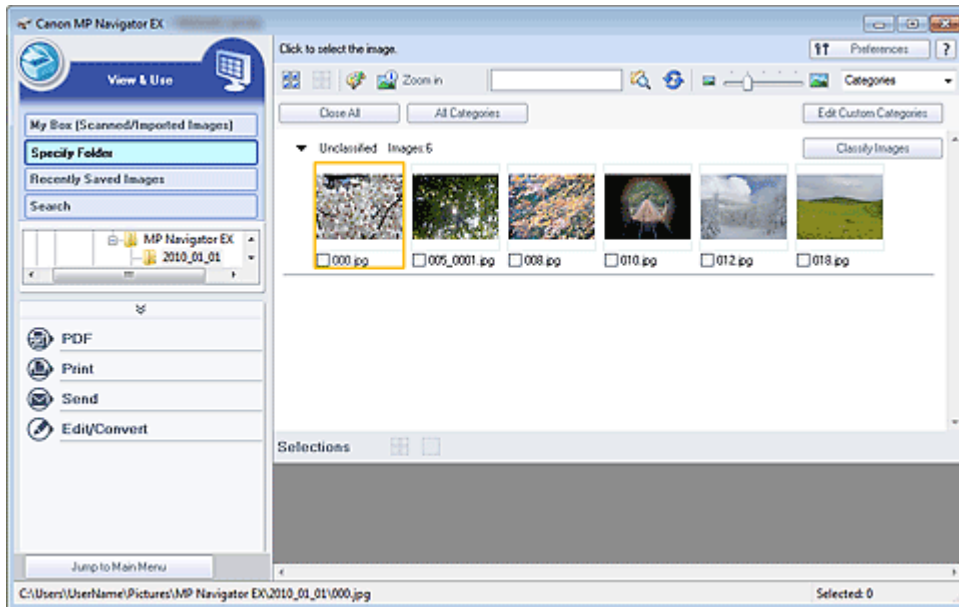 Canon MP Navigator EX
View & Use
My Box (Scanned/Imported Images)
Specify Folder
Recently Saved Images
Search
MP Navigator EX
2010_01_01
PDF
Print
Send
Edit/Convert
Jump to Main Menu
Click to select the image.
Preferences
?
Zoom in
Categories
Close All
All Categories
Edit Custom Categories
Unclassified Images:6
Classify Images
000.jpg
005_0001.jpg
008.jpg
010.jpg
012.jpg
018.jpg
Selections
C:\Users\UserName\Pictures\MP Navigator EX\2010_01_01\000.jpg
Selected: 0